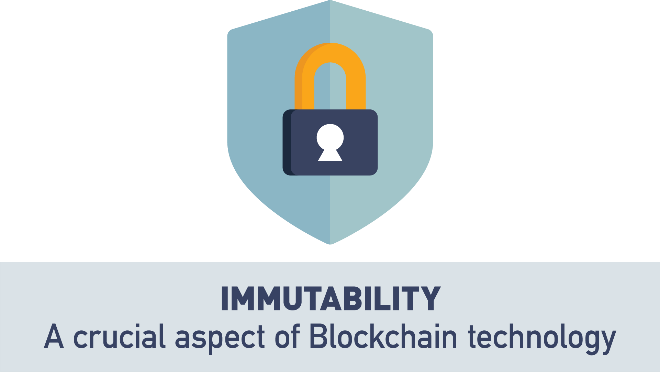 IMMUTABILITY
A crucial aspect of Blockchain technology